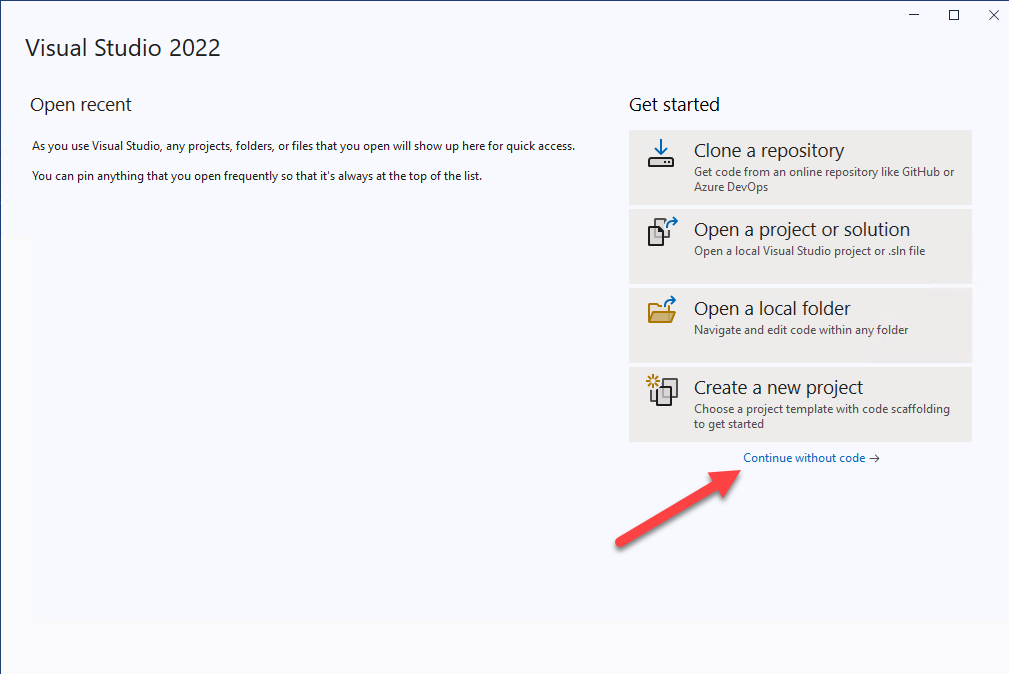 Visual Studio 2022
Open recent
As you use Visual Studio, any projects, folders, or files that you open will show up here for quick access.
You can pin anything that you open frequently so that it's always at the top of the list.
Get started
Clone a repository
Get code from an online repository like GitHub or
Azure DevOps
Open a project or solution
Open a local Visual Studio project or .sln file
Open a local folder
Navigate and edit code within any folder
Create a new project
Choose a project template with code scaffolding
to get started
Continue without code →